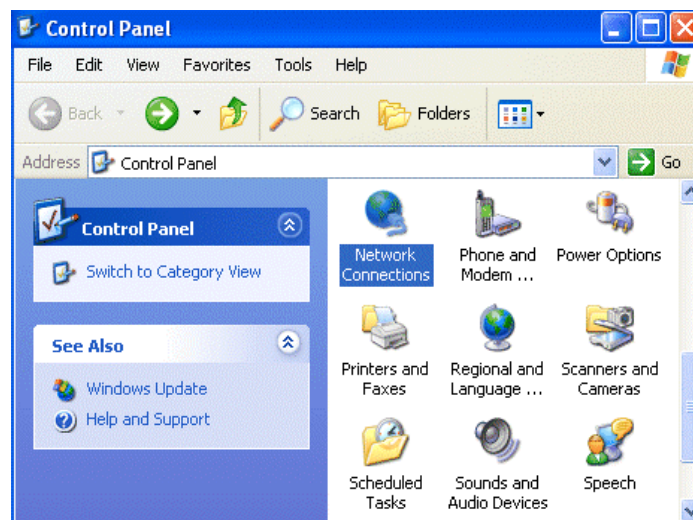 Control Panel
File Edit View Favorites Tools Help
Back Search Folders
Address Control Panel Go
Control Panel
Switch to Category View
See Also
Windows Update
Help and Support
Network Connections
Phone and Modem ...
Power Options
Printers and Faxes
Regional and Language ...
Scanners and Cameras
Scheduled Tasks
Sounds and Audio Devices
Speech